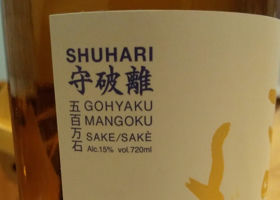 SHUHARI
守破離
五百万石
GOHYAKU
MANGOKU
SAKE/SAKÈ
Alc.15% vol.720ml